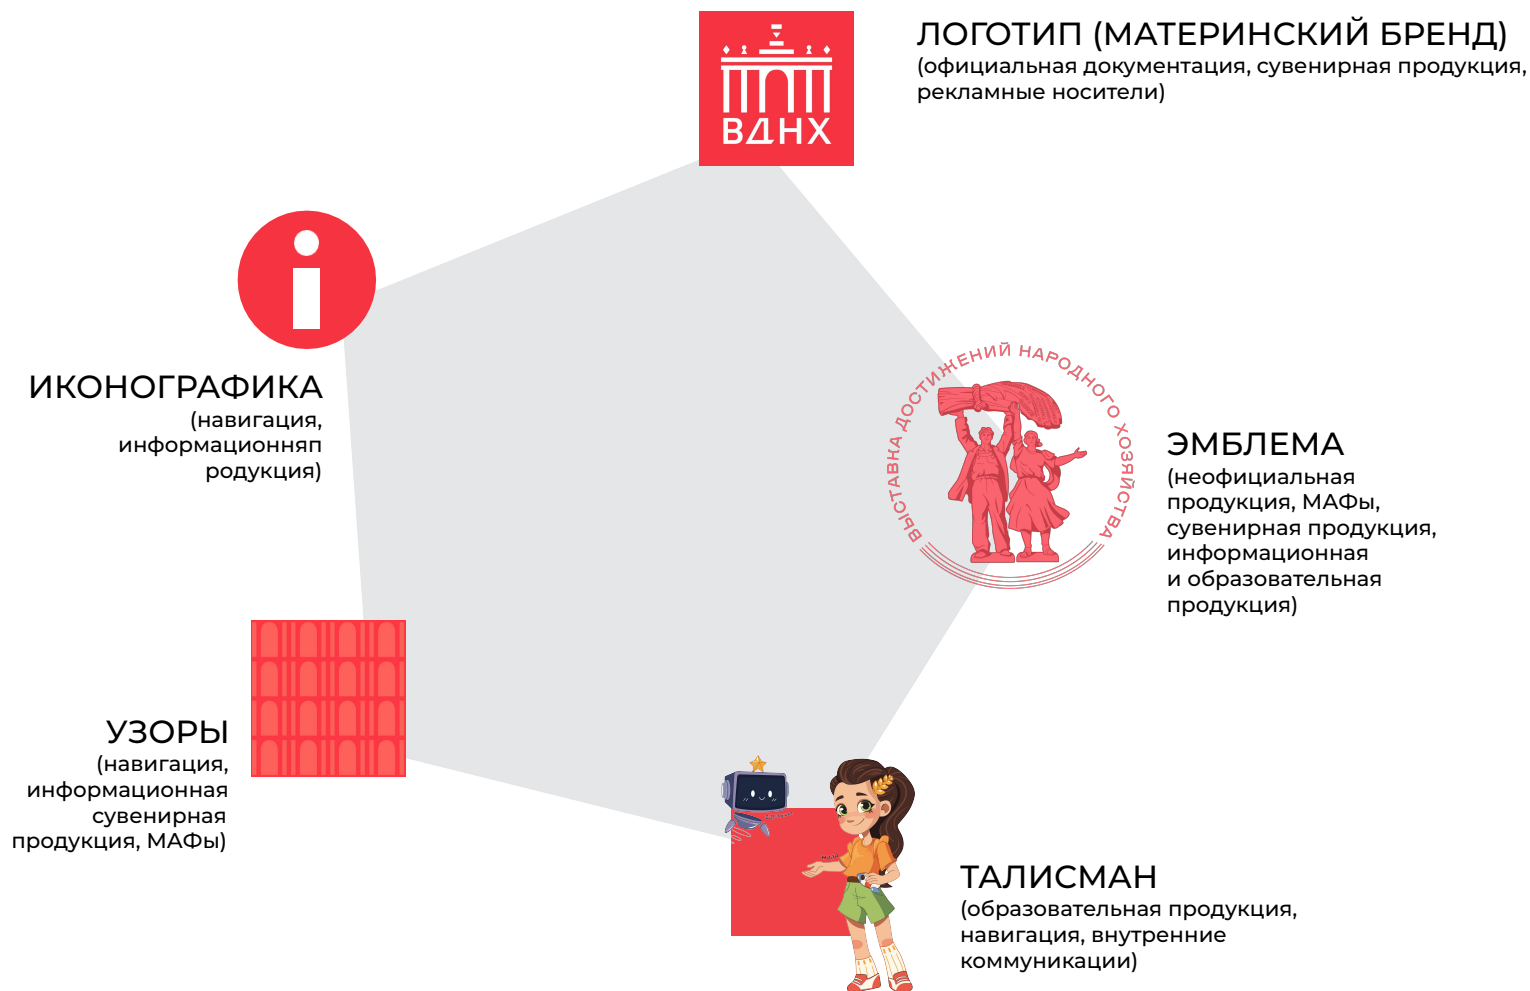 ВДНХ
ЛОГОТИП (МАТЕРИНСКИЙ БРЕНД)
(официальная документация, сувенирная продукция,
рекламные носители)
ИКОНОГРАФИКА
(навигация,
информационняп
родукция)
ВЫСТАВКА ДОСТИЖЕНИЙ НАРОДНОГО ХОЗЯЙСТВА
ЭМБЛЕМА
(неофициальная
продукция, МАФы,
сувенирная продукция,
информационная
и образовательная
продукция)
УЗОРЫ
(навигация,
информационная
сувенирная
продукция, МАФы)
ТАЛИСМАН
(образовательная продукция,
навигация, внутренние
коммуникации)